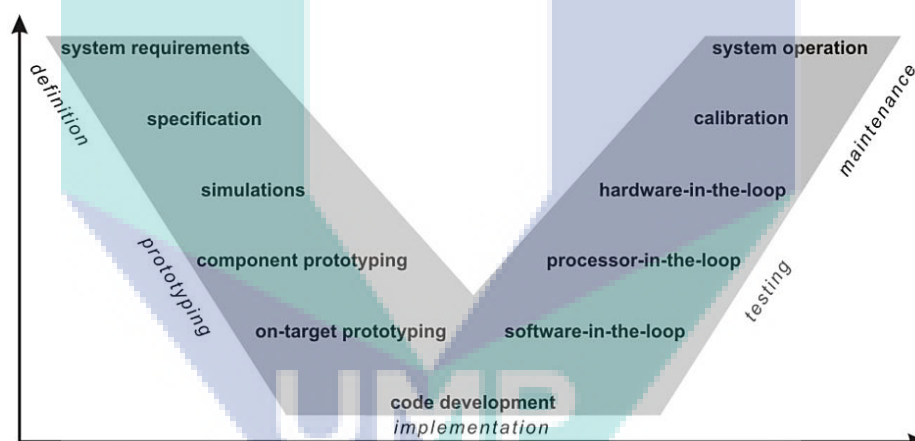 system requirements
system operation
definition
maintenance
specification
calibration
simulations
hardware-in-the-loop
prototyping
component prototyping
processor-in-the-loop
testing
on-target prototyping
software-in-the-loop
code development
implementation
UMP